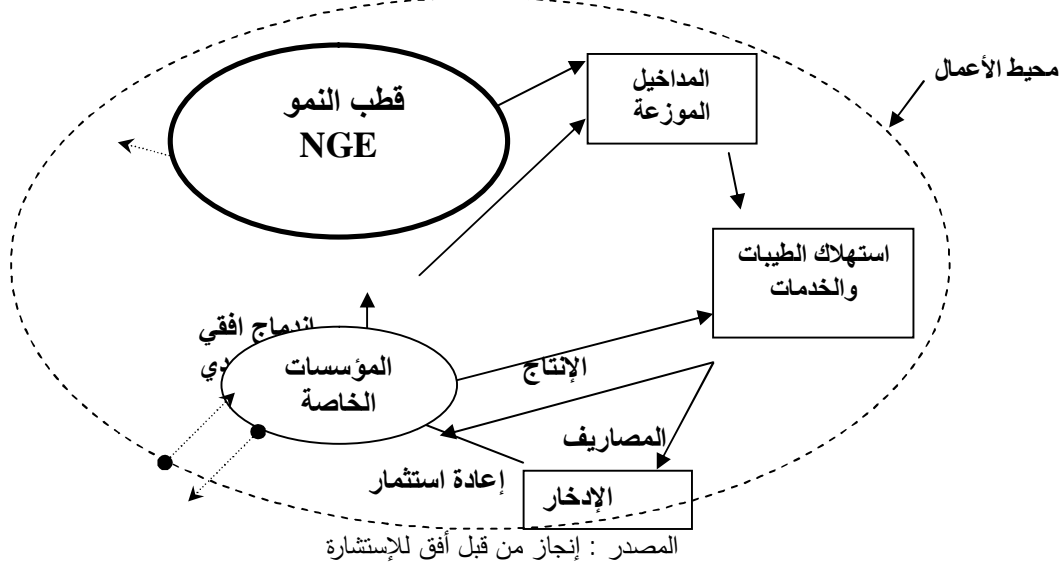 محيط الأعمال
المداخيل
الموزعة
قطب النمو
NGE
استهلاك الطيبات
والخدمات
اندماج افقي
المؤسسات
الخاصة
الإنتاج
المصاريف
إعادة استثمار
الإدخار
المصدر : إنجاز من قبل أفق للإستشارة